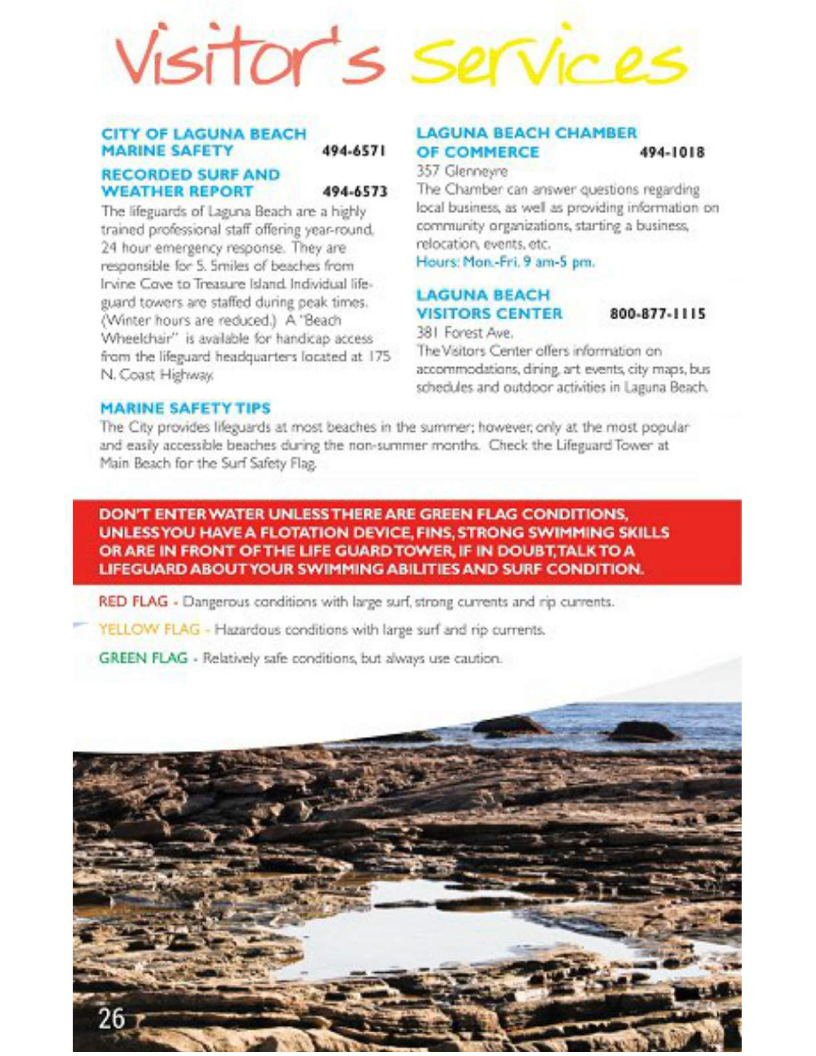 Visitor's Services
CITY OF LAGUNA BEACH
MARINE SAFETY 494-6571
RECORDED SURF AND
WEATHER REPORT 494-6573
The lifeguards of Laguna Beach are a highly
trained professional staff offering year-round,
24 hour emergency response. They are
responsible for 5. 5miles of beaches from
Irvine Cove to Treasure Island. Individual life-
guard towers are staffed during peak times.
(Winter hours are reduced.) A "Beach
Wheelchair" is available for handicap access
from the lifeguard headquarters located at 175
N. Coast Highway.
LAGUNA BEACH CHAMBER
OF COMMERCE 494-1018
357 Glenneyre
The Chamber can answer questions regarding
local business, as well as providing information on
community organizations, starting a business,
relocation, events, etc.
Hours: Mon.-Fri. 9 am-5 pm.
LAGUNA BEACH
VISITORS CENTER 800-877-1115
381 Forest Ave.
The Visitors Center offers information on
accommodations, dining, art events, city maps, bus
schedules and outdoor activities in Laguna Beach.
MARINE SAFETY TIPS
The City provides lifeguards at most beaches in the summer; however, only at the most popular
and easily accessible beaches during the non-summer months. Check the Lifeguard Tower at
Main Beach for the Surf Safety Flag.
DON'T ENTER WATER UNLESS THERE ARE GREEN FLAG CONDITIONS,
UNLESS YOU HAVE A FLOTATION DEVICE, FINS, STRONG SWIMMING SKILLS
OR ARE IN FRONT OF THE LIFE GUARD TOWER, IF IN DOUBT, TALK TO A
LIFEGUARD ABOUT YOUR SWIMMING ABILITIES AND SURF CONDITION.
RED FLAG - Dangerous conditions with large surf, strong currents and rip currents.
YELLOW FLAG - Hazardous conditions with large surf and rip currents.
GREEN FLAG - Relatively safe conditions, but always use caution.
26